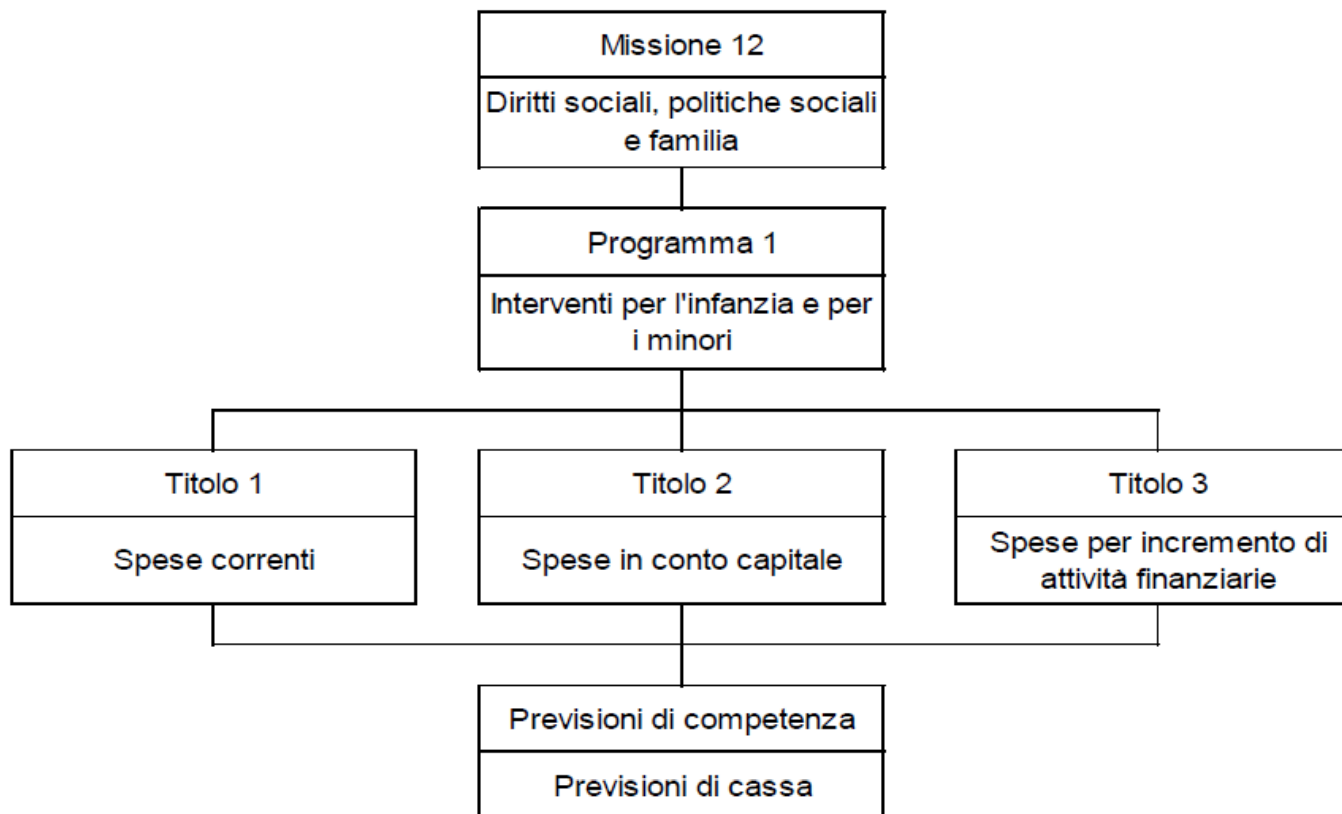 Missione 12
Diritti sociali, politiche sociali
e familia
Programma 1
Interventi per l'infanzia e per
i minori
Titolo 1
Spese correnti
Titolo 2
Spese in conto capitale
Titolo 3
Spese per incremento di
attività finanziarie
Previsioni di competenza
Previsioni di cassa